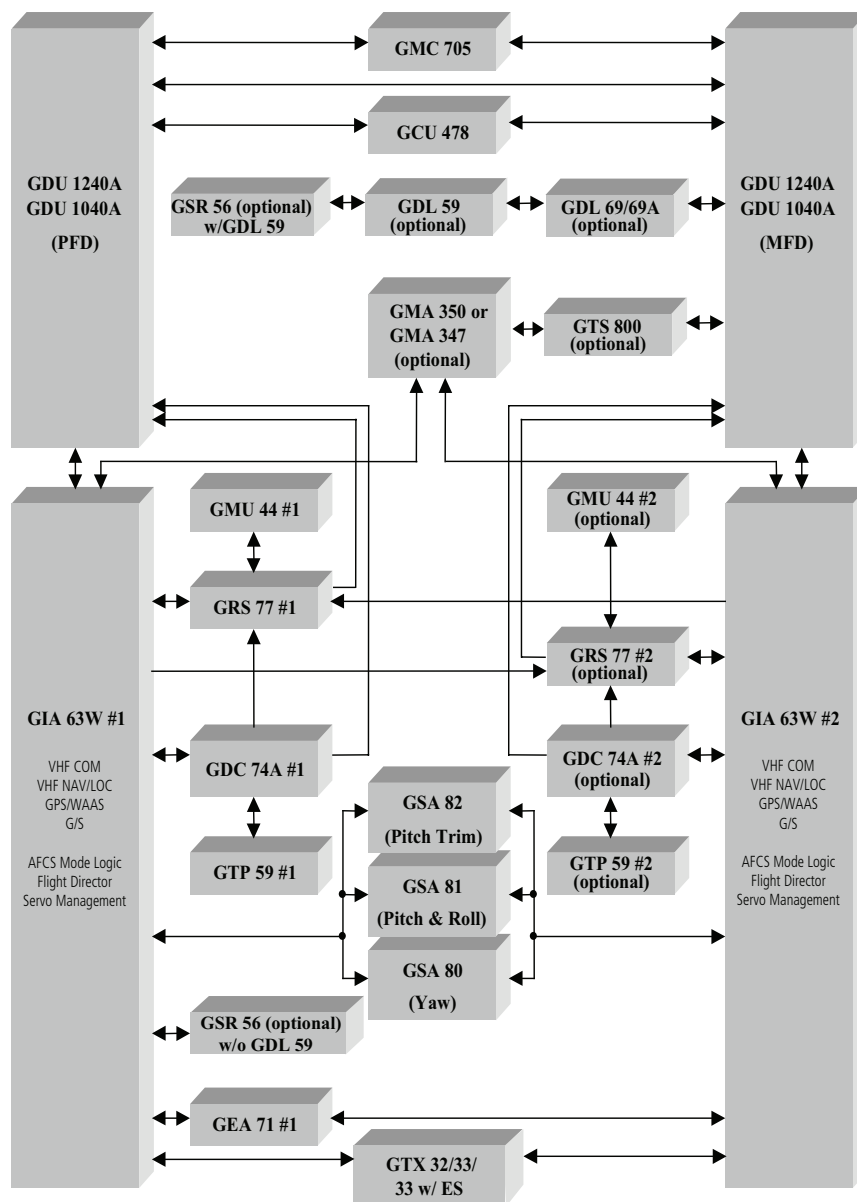 GDU 1240A
GDU 1040A
(PFD)
GMC 705
GCU 478
GSR 56 (optional)
w/GDL 59
GDL 59
(optional)
GDL 69/69A
(optional)
GDU 1240A
GDU 1040A
(MFD)
GMA 350 or
GMA 347
(optional)
GTS 800
(optional)
GMU 44 #1
GMU 44 #2
(optional)
GRS 77 #1
GRS 77 #2
(optional)
GIA 63W #1
VHF COM
VHF NAV/LOC
GPS/WAAS
G/S
AFCS Mode Logic
Flight Director
Servo Management
GDC 74A #1
GTP 59 #1
GSA 82
(Pitch Trim)
GSA 81
(Pitch & Roll)
GSA 80
(Yaw)
GDC 74A #2
(optional)
GTP 59 #2
(optional)
GIA 63W #2
VHF COM
VHF NAV/LOC
GPS/WAAS
G/S
AFCS Mode Logic
Flight Director
Servo Management
GSR 56 (optional)
w/o GDL 59
GEA 71 #1
GTX 32/33/
33 w/ ES